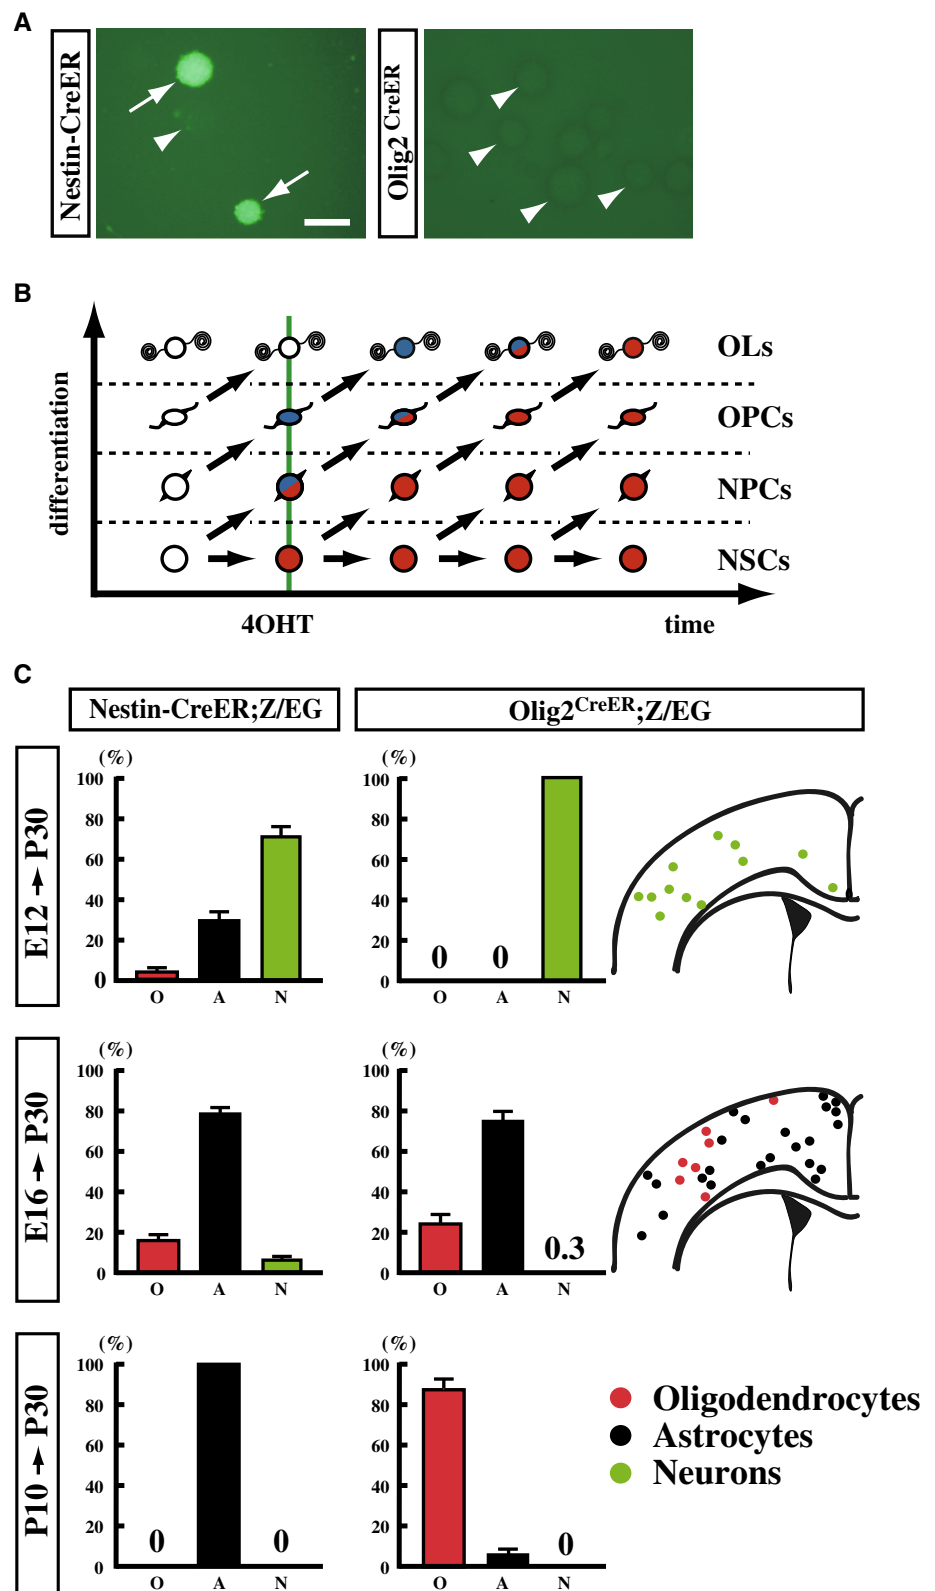 A
Nestin-CreER
Olig2CreER
B
differentiation
OLs
OPCs
NPCs
NSCs
4OHT
time
C
Nestin-CreER;Z/EG
Olig2CreER;Z/EG
E12 → P30
(%)
100
80
60
40
20
0
O A N
(%)
100
80
60
40
20
0
0 0
O A N
E16 → P30
(%)
100
80
60
40
20
0
O A N
(%)
100
80
60
40
20
0
0.3
O A N
P10 → P30
(%)
100
80
60
40
20
0
0 0
O A N
(%)
100
80
60
40
20
0
0
O A N
Oligodendrocytes
Astrocytes
Neurons